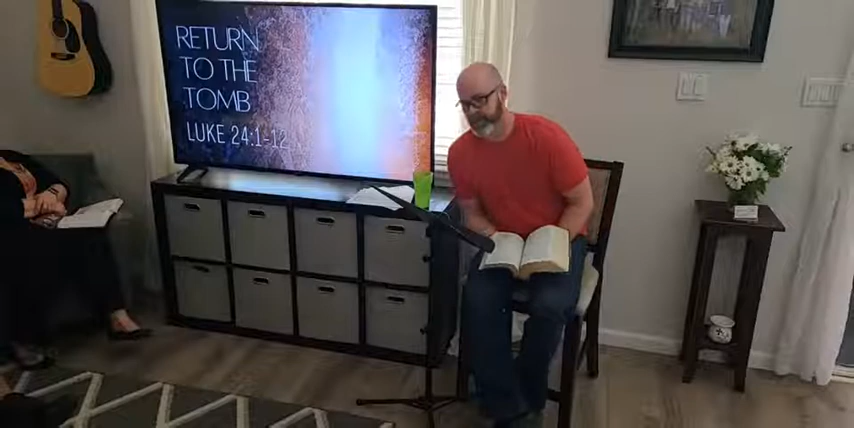 RETURN
TO THE
TOMB
LUKE 24:1-12